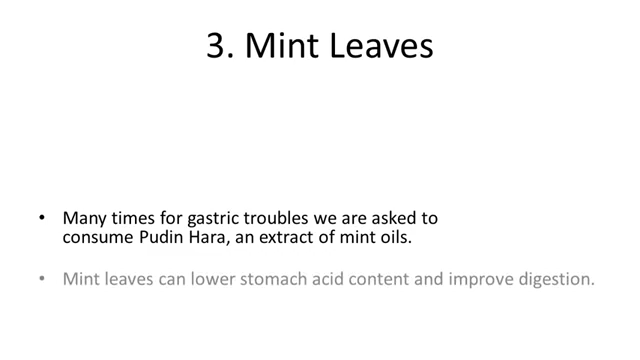 3. Mint Leaves
• Many times for gastric troubles we are asked to
consume Pudin Hara, an extract of mint oils.
• Mint leaves can lower stomach acid content and improve digestion.